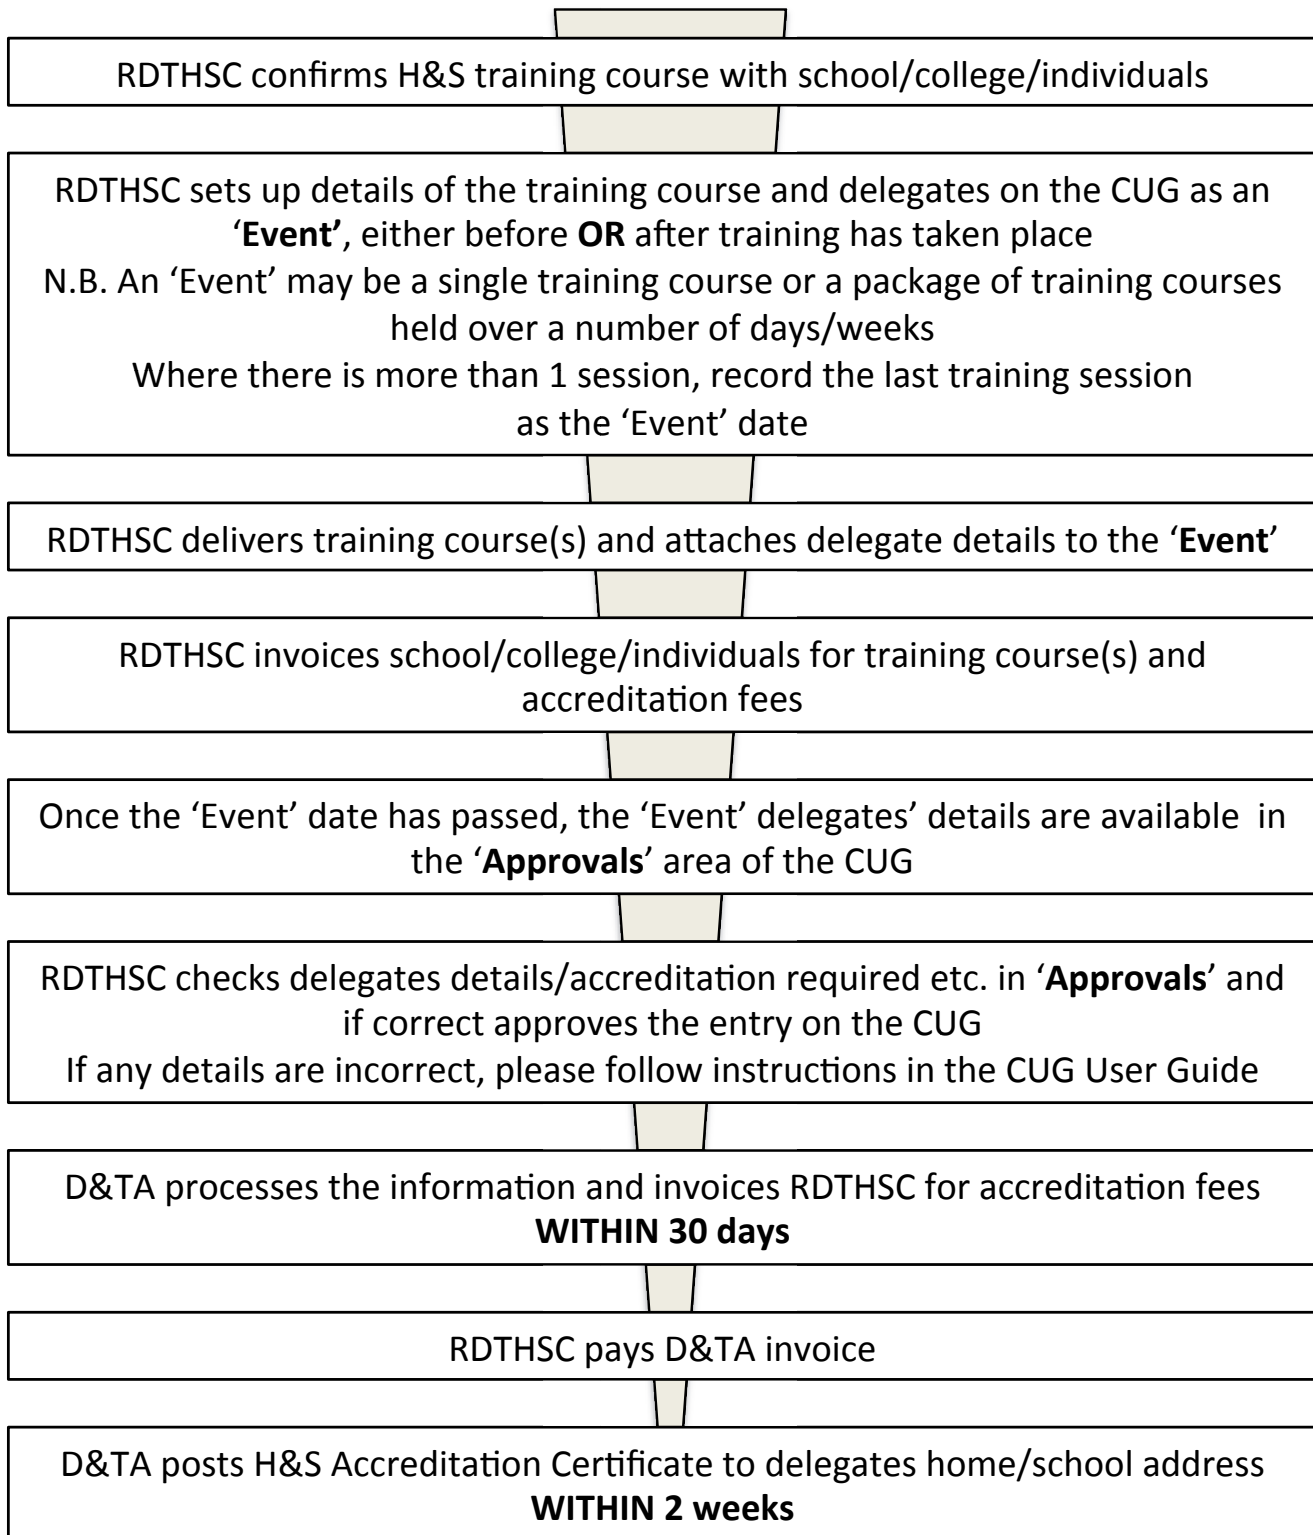 RDTHSC confirms H&S training course with school/college/individuals
RDTHSC sets up details of the training course and delegates on the CUG as an
‘Event’, either before OR after training has taken place
N.B. An ‘Event’ may be a single training course or a package of training courses
held over a number of days/weeks
Where there is more than 1 session, record the last training session
as the ‘Event’ date
RDTHSC delivers training course(s) and attaches delegate details to the ‘Event’
RDTHSC invoices school/college/individuals for training course(s) and
accreditation fees
Once the ‘Event’ date has passed, the ‘Event’ delegates’ details are available in
the ‘Approvals’ area of the CUG
RDTHSC checks delegates details/accreditation required etc. in ‘Approvals’ and
if correct approves the entry on the CUG
If any details are incorrect, please follow instructions in the CUG User Guide
D&TA processes the information and invoices RDTHSC for accreditation fees
WITHIN 30 days
RDTHSC pays D&TA invoice
D&TA posts H&S Accreditation Certificate to delegates home/school address
WITHIN 2 weeks